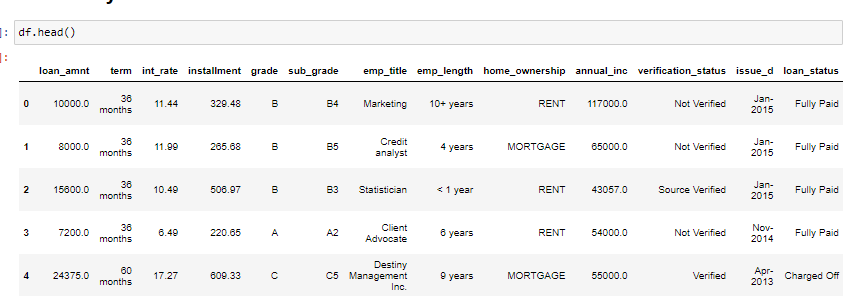 ]: df.head()
]:
loan_amnt term int_rate installment grade sub_grade emp_title emp_length home_ownership annual_inc verification_status issue_d loan_status
0 10000.0 36 months 11.44 329.48 B B4 Marketing 10+ years RENT 117000.0 Not Verified Jan-2015 Fully Paid
1 8000.0 36 months 11.99 265.68 B B5 Credit analyst 4 years MORTGAGE 65000.0 Not Verified Jan-2015 Fully Paid
2 15600.0 36 months 10.49 506.97 B B3 Statistician < 1 year RENT 43057.0 Source Verified Jan-2015 Fully Paid
3 7200.0 36 months 6.49 220.65 A A2 Client Advocate 6 years RENT 54000.0 Not Verified Nov-2014 Fully Paid
4 24375.0 60 months 17.27 609.33 C C5 Destiny Management Inc. 9 years MORTGAGE 55000.0 Verified Apr-2013 Charged Off